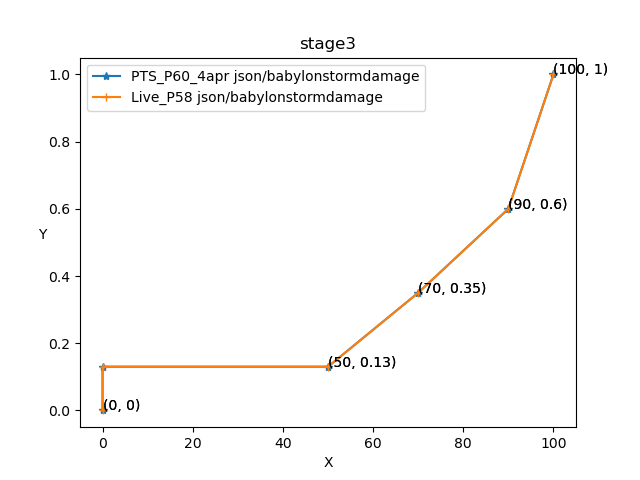 stage3
PTS_P60_4apr json/babylonstormdamage
Live_P58 json/babylonstormdamage
(100, 1)
(90, 0.6)
(70, 0.35)
(50, 0.13)
(0, 0)
1.0
0.8
0.6
0.4
0.2
0.0
Y
0 20 40 60 80 100
X